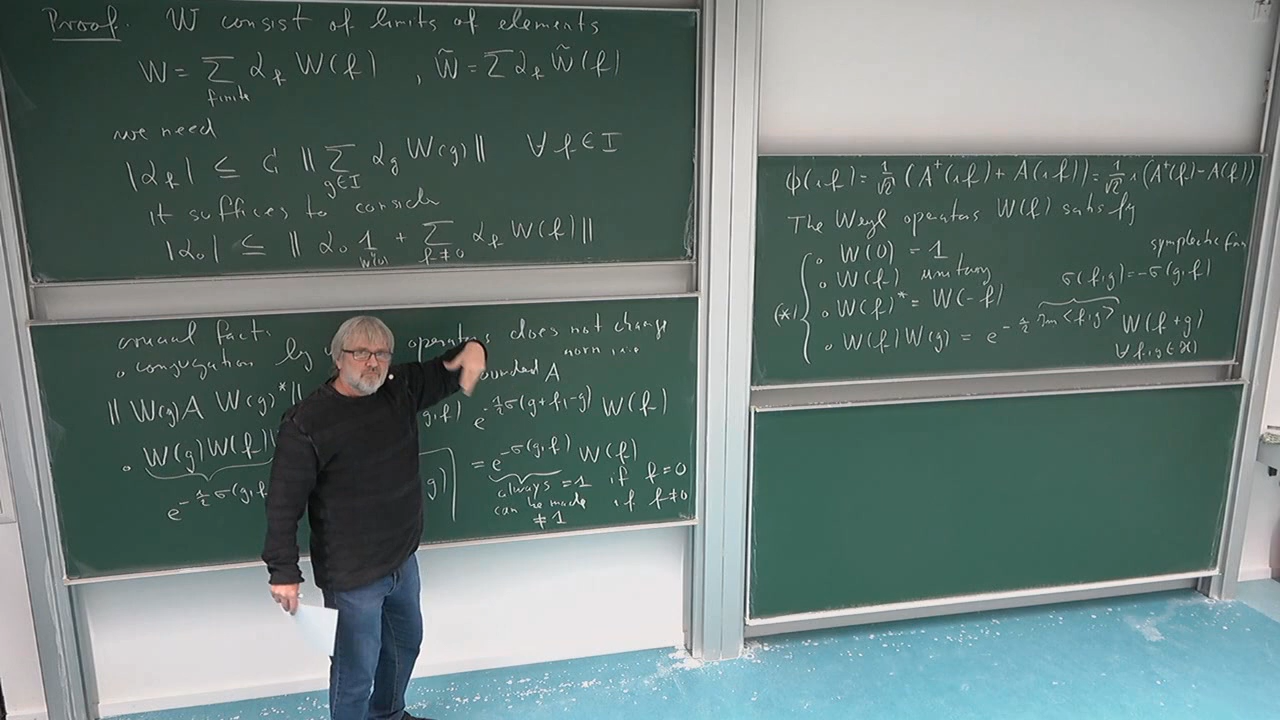 Proof. W consist of limits of elements
W = ∑_{finite} α_f W(f) , W̃ = ∑ α_f W̃(f)
we need
|α_f| ≤ C ‖ ∑_{g∈I} α_g W(g) ‖ ∀ f ∈ I
it suffices to consider
|α_0| ≤ ‖ α_0 1_{W(0)} + ∑_{f≠0} α_f W(f) ‖
crucial fact:
∘ conjugation by operators does not change
norm i.e.
‖ W(g) A W(g)* ‖ bounded A
∘ W(g) W(f) g,f) e^{-½σ(g+f,-g)} W(f)
e^{-½σ(g,f g) = e^{-σ(g,f)} W(f)
always = 1 if f = 0
can be made if f ≠ 0
≠ 1
ϕ(if) = 1/√2 (A⁺(if) + A(if)) = 1/√2 i (A⁺(f) - A(f))
The Weyl operators W(f) satisfy
symplectic
(*) { ∘ W(0) = 1
∘ W(f) unitary σ(f,g) = -σ(g,f)
∘ W(f)* = W(-f)
∘ W(f) W(g) = e^{-½ Im<f,g>} W(f+g)
∀ f,g ∈ ℋ